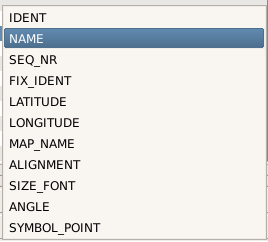 IDENT
NAME
SEQ_NR
FIX_IDENT
LATITUDE
LONGITUDE
MAP_NAME
ALIGNMENT
SIZE_FONT
ANGLE
SYMBOL_POINT